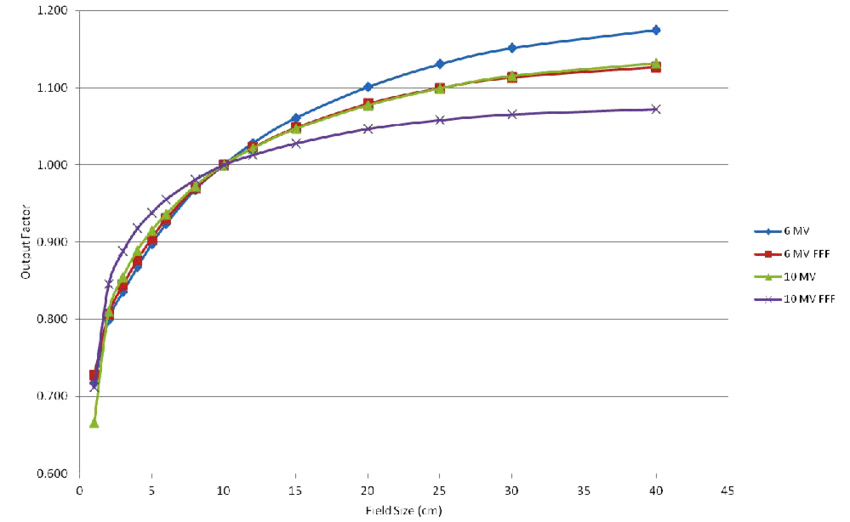 1.200
1.100
1.000
0.900
0.800
0.700
0.600
Output Factor
0
5
10
15
20
25
30
35
40
45
Field Size (cm)
6 MV
6 MV FFF
10 MV
10 MV FFF